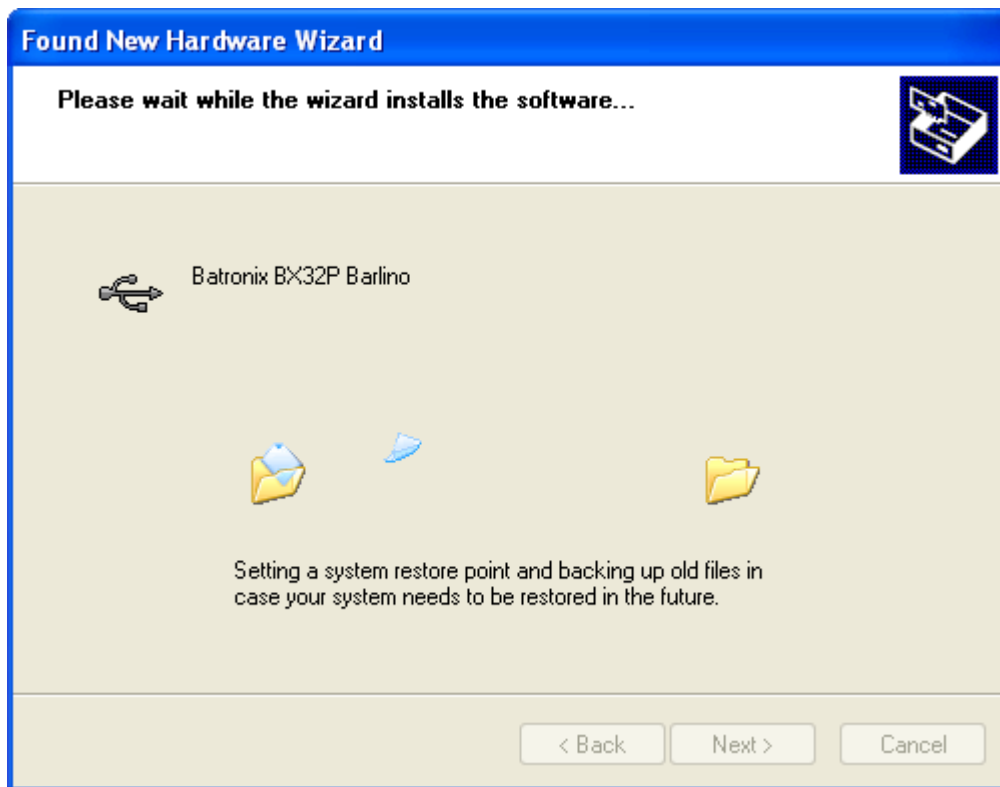 Found New Hardware Wizard
Please wait while the wizard installs the software...
Batronix BX32P Barlino
Setting a system restore point and backing up old files in
case your system needs to be restored in the future.
< Back
Next >
Cancel